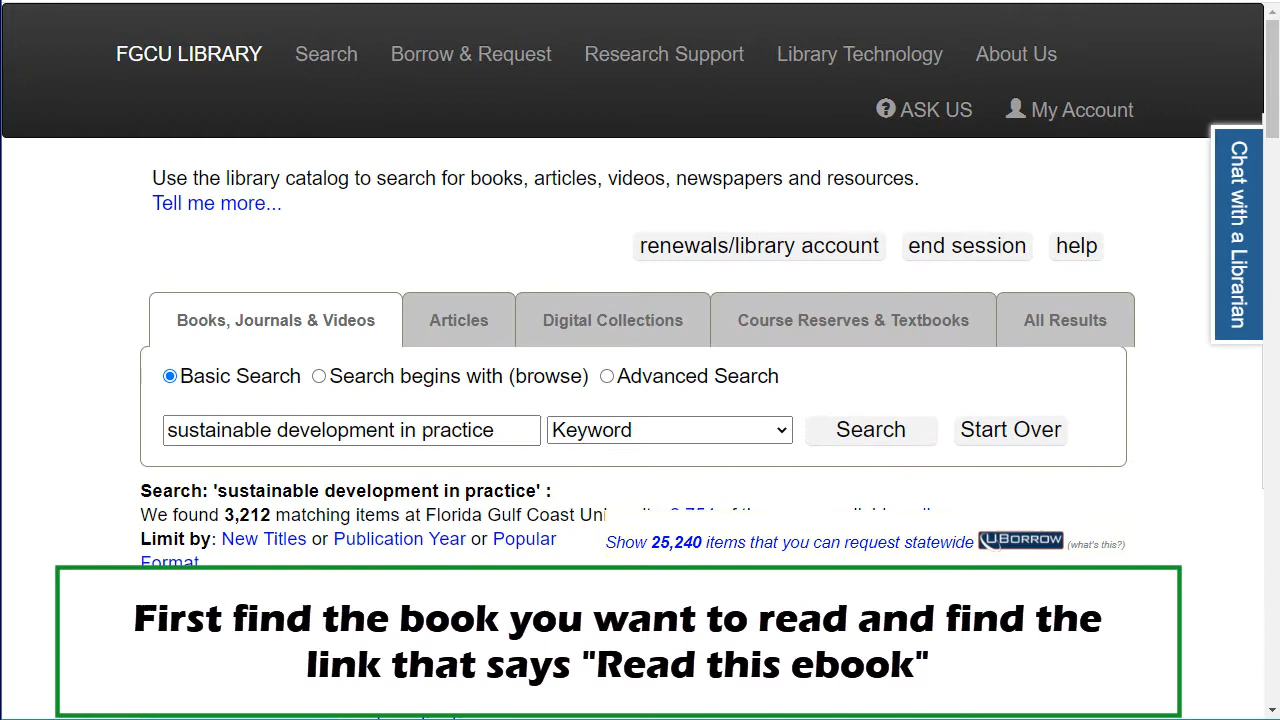 FGCU LIBRARY Search Borrow & Request Research Support Library Technology About Us
ASK US My Account
Chat with a Librarian
Use the library catalog to search for books, articles, videos, newspapers and resources.
Tell me more...
renewals/library account end session help
Books, Journals & Videos Articles Digital Collections Course Reserves & Textbooks All Results
Basic Search Search begins with (browse) Advanced Search
sustainable development in practice Keyword Search Start Over
Search: 'sustainable development in practice' :
We found 3,212 matching items at Florida Gulf Coast
Limit by: New Titles or Publication Year or Popular
Show 25,240 items that you can request statewide UBORROW (what's this?)
Format
First find the book you want to read and find the
link that says "Read this ebook"